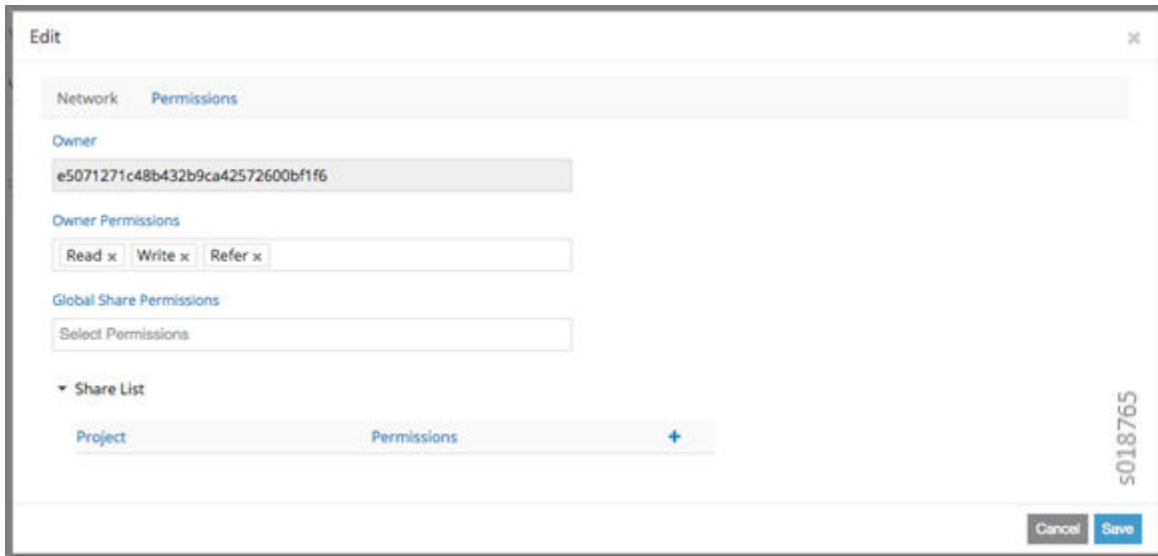 Edit
Network Permissions
Owner
e5071271c48b432b9ca42572600bf1f6
Owner Permissions
Read x Write x Refer x
Global Share Permissions
Select Permissions
Share List
Project Permissions +
s018765
Cancel Save